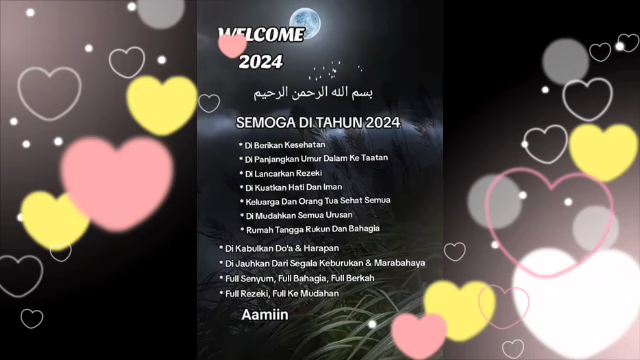 WELCOME
2024
بسم الله الرحمن الرحيم
SEMOGA DI TAHUN 2024
* Di Berikan Kesehatan
* Di Panjangkan Umur Dalam Ke Taatan
* Di Lancarkan Rezeki
* Di Kuatkan Hati Dan Iman
* Keluarga Dan Orang Tua Sehat Semua
* Di Mudahkan Semua Urusan
* Rumah Tangga Rukun Dan Bahagia
* Di Kabulkan Do'a & Harapan
* Di Jauhkan Dari Segala Keburukan & Marabahaya
* Full Senyum, Full Bahagia, Full Berkah
* Full Rezeki, Full Ke Mudahan
Aamiin